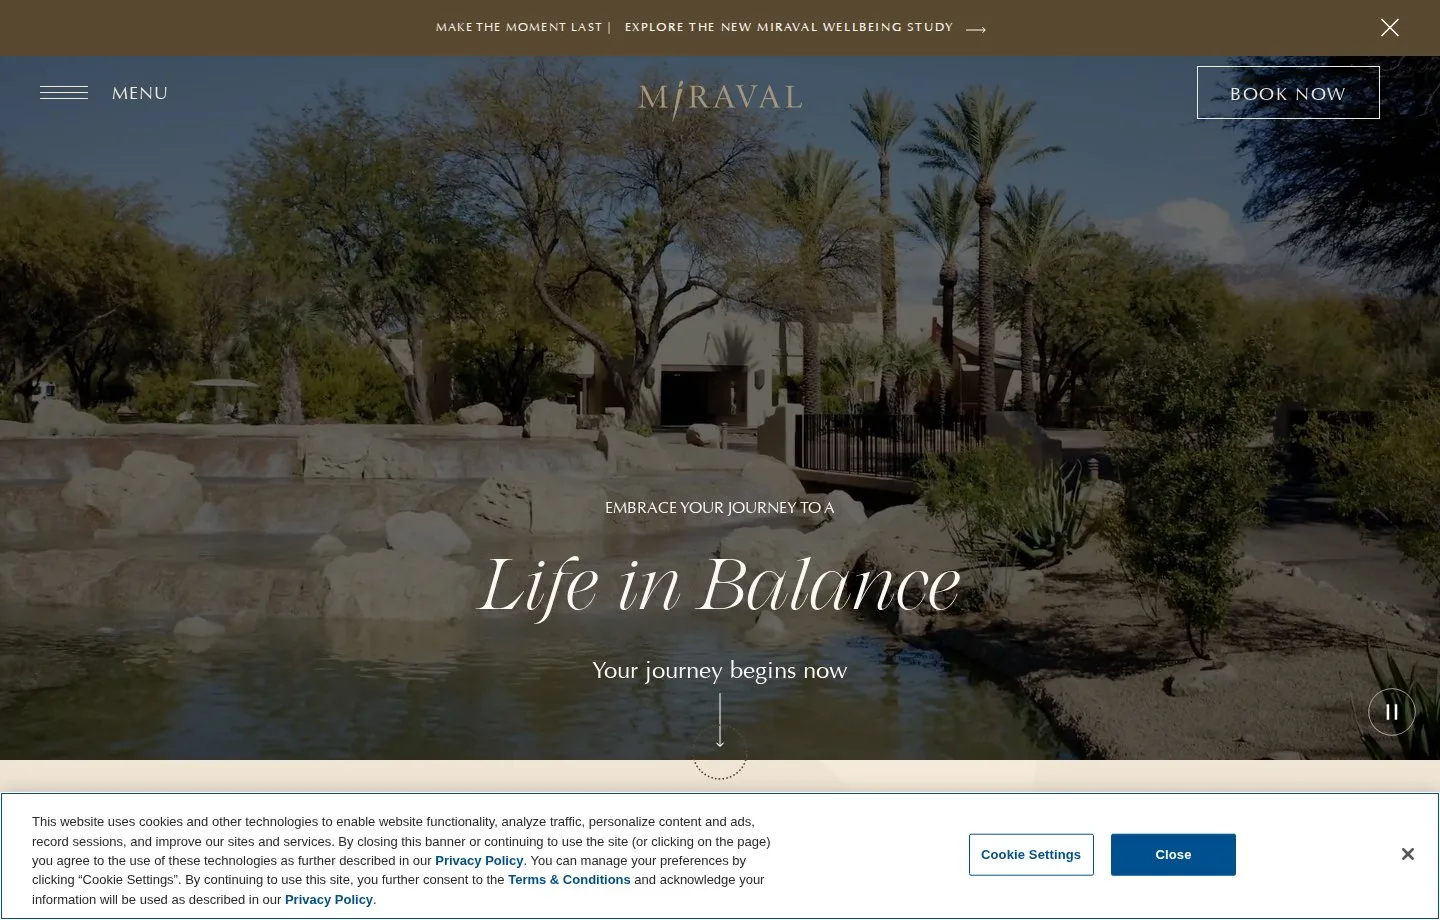 MAKE THE MOMENT LAST | EXPLORE THE NEW MIRAVAL WELLBEING STUDY
MENU
MIRAVAL
BOOK NOW
EMBRACE YOUR JOURNEY TO A
Life in Balance
Your journey begins now
This website uses cookies and other technologies to enable website functionality, analyze traffic, personalize content and ads,
record sessions, and improve our sites and services. By closing this banner or continuing to use the site (or clicking on the page)
you agree to the use of these technologies as further described in our Privacy Policy. You can manage your preferences by
clicking “Cookie Settings”. By continuing to use this site, you further consent to the Terms & Conditions and acknowledge your
information will be used as described in our Privacy Policy.
Cookie Settings
Close